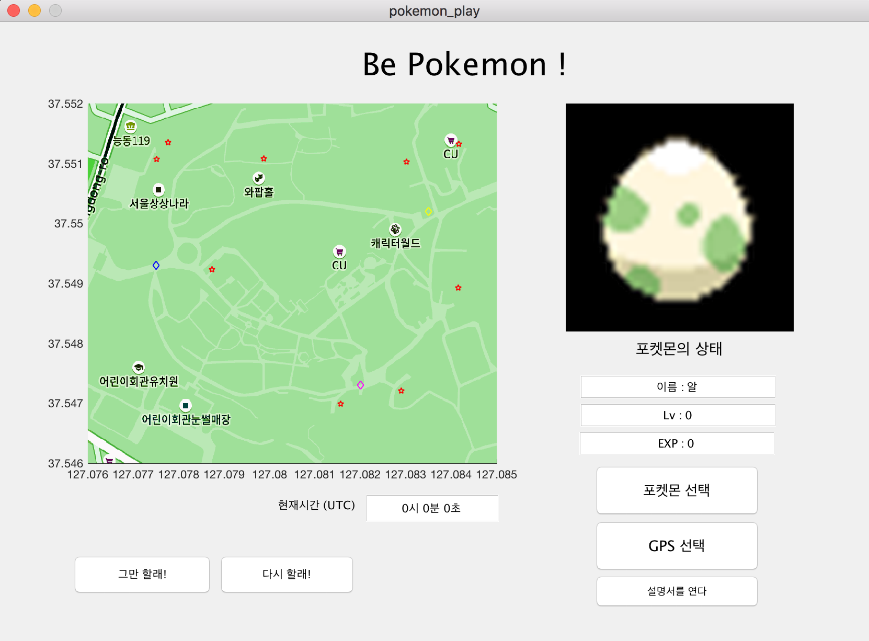 pokemon_play
Be Pokemon !
37.552
37.551
37.55
37.549
37.548
37.547
37.546
능동119
CU
와팝홀
서울상상나라
캐릭터월드
CU
어린이회관유치원
어린이회관눈썰매장
127.076 127.077 127.078 127.079 127.08 127.081 127.082 127.083 127.084 127.085
현재시간 (UTC)
0시 0분 0초
그만 할래!
다시 할래!
포켓몬의 상태
이름 : 알
Lv : 0
EXP : 0
포켓몬 선택
GPS 선택
설명서를 연다